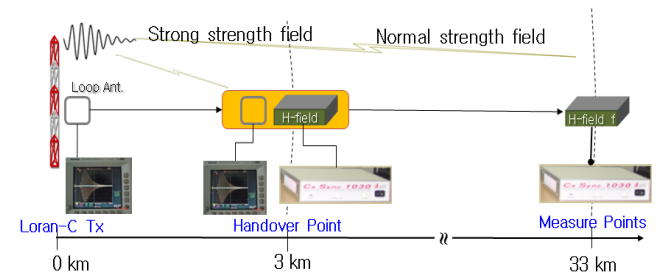 Strong strength field
Normal strength field
Loop Ant.
H-field
H-field f
Cs Sync 1030
Cs Sync 1030
Loran-C Tx
Handover Point
Measure Points
0 km
3 km
33 km